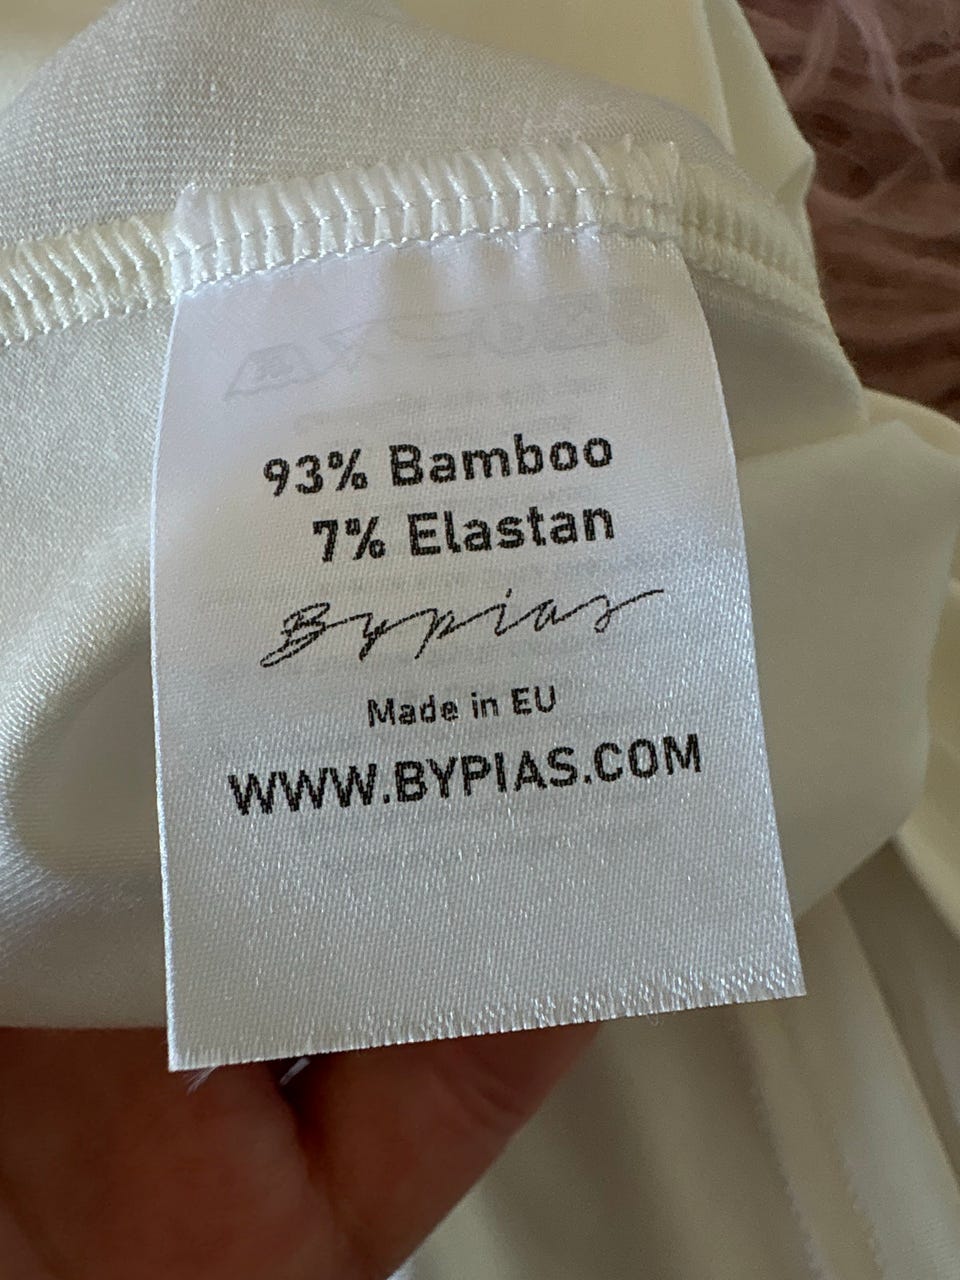 93% Bamboo
7% Elastan
Bypias
Made in EU
WWW.BYPIAS.COM